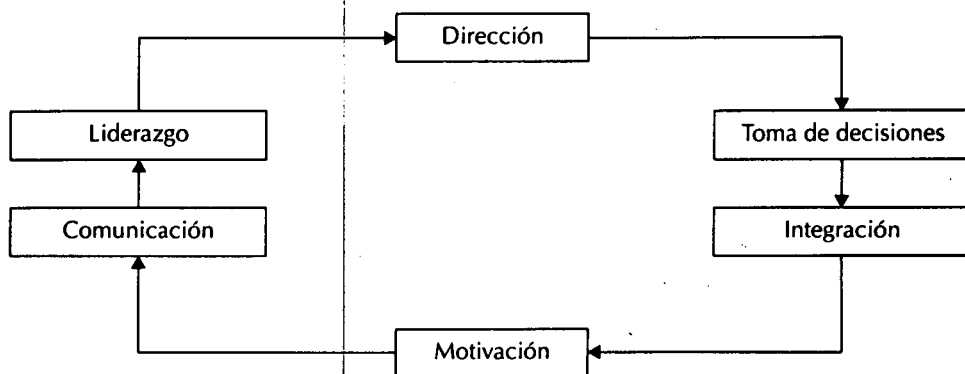 Dirección
Liderazgo
Toma de decisiones
Comunicación
Integración
Motivación